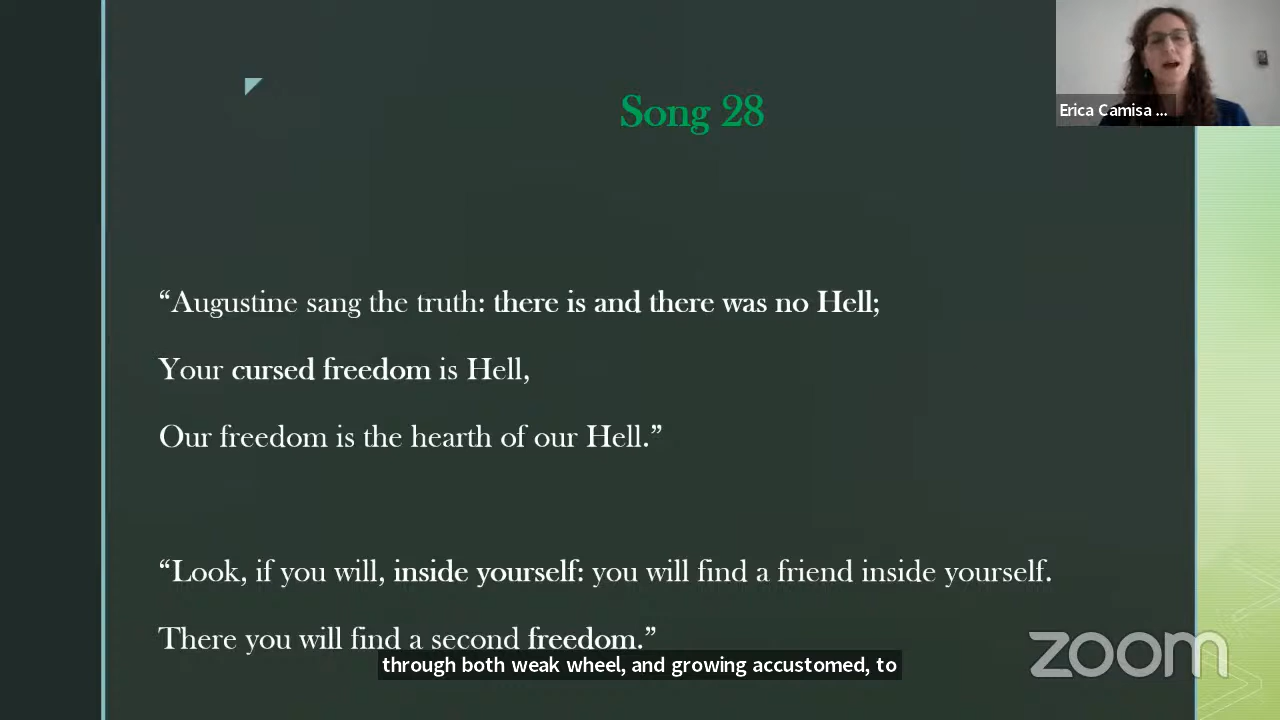 Song 28
Erica Camisa ...
“Augustine sang the truth: there is and there was no Hell;
Your cursed freedom is Hell,
Our freedom is the hearth of our Hell.”
“Look, if you will, inside yourself: you will find a friend inside yourself.
There you will find a second freedom.”
through both weak wheel, and growing accustomed, to
zoom